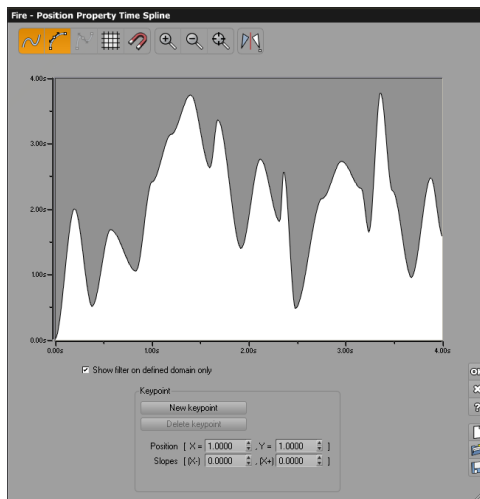 Fire - Position Property Time Spline
4.00s
3.00s
2.00s
1.00s
0.00s
0.00s 1.00s 2.00s 3.00s 4.00s
Show filter on defined domain only
Keypoint
New keypoint
Delete keypoint
Position [ X = 1.0000 , Y = 1.0000 ]
Slopes [ (X-) 0.0000 , (X+) 0.0000 ]